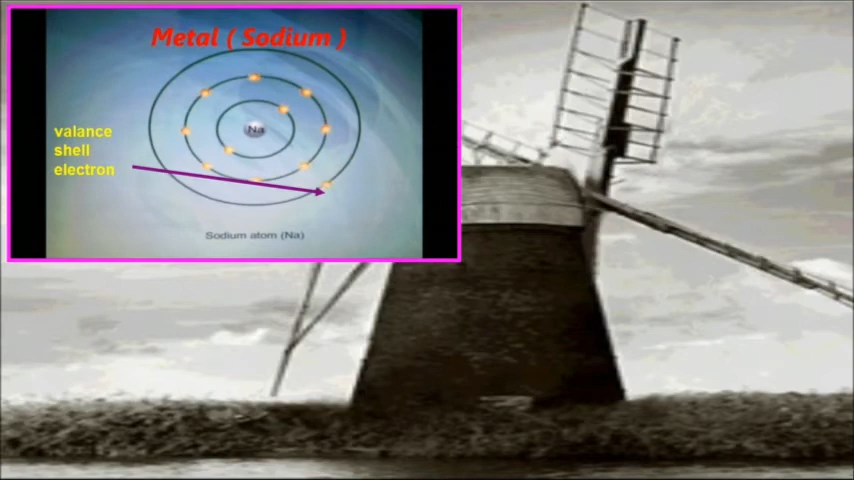 Metal ( Sodium )
Na
valance
shell
electron
Sodium atom (Na)